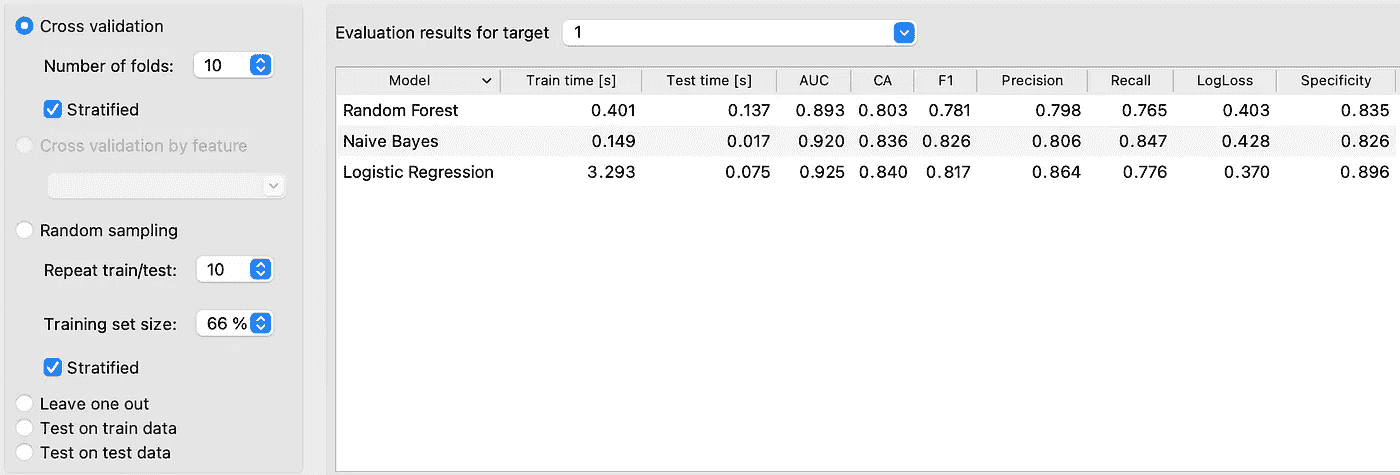 Cross validation
Number of folds: 10
Stratified
Cross validation by feature
Random sampling
Repeat train/test: 10
Training set size: 66 %
Stratified
Leave one out
Test on train data
Test on test data
Evaluation results for target 1
Model Train time [s] Test time [s] AUC CA F1 Precision Recall LogLoss Specificity
Random Forest 0.401 0.137 0.893 0.803 0.781 0.798 0.765 0.403 0.835
Naive Bayes 0.149 0.017 0.920 0.836 0.826 0.806 0.847 0.428 0.826
Logistic Regression 3.293 0.075 0.925 0.840 0.817 0.864 0.776 0.370 0.896